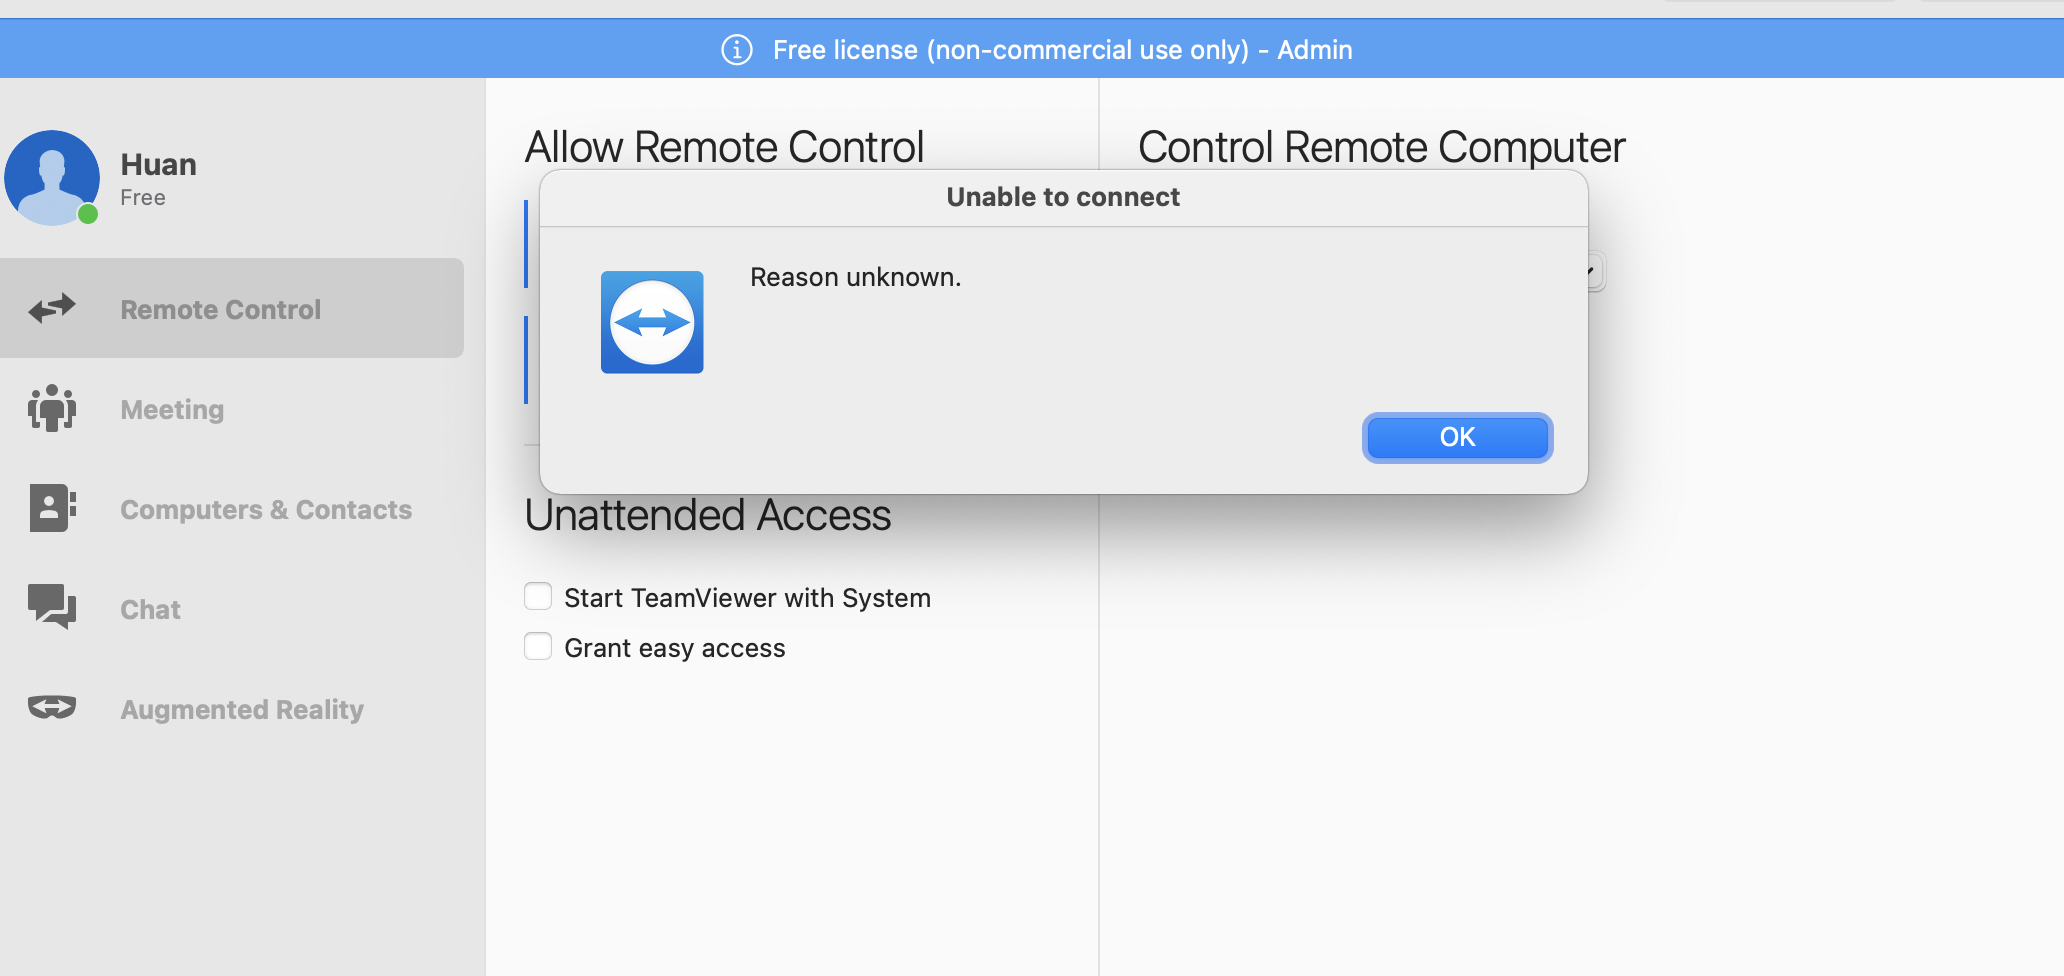 Free license (non-commercial use only) - Admin
Huan
Free
Remote Control
Meeting
Computers & Contacts
Chat
Augmented Reality
Allow Remote Control
Control Remote Computer
Unable to connect
Reason unknown.
OK
Unattended Access
Start TeamViewer with System
Grant easy access